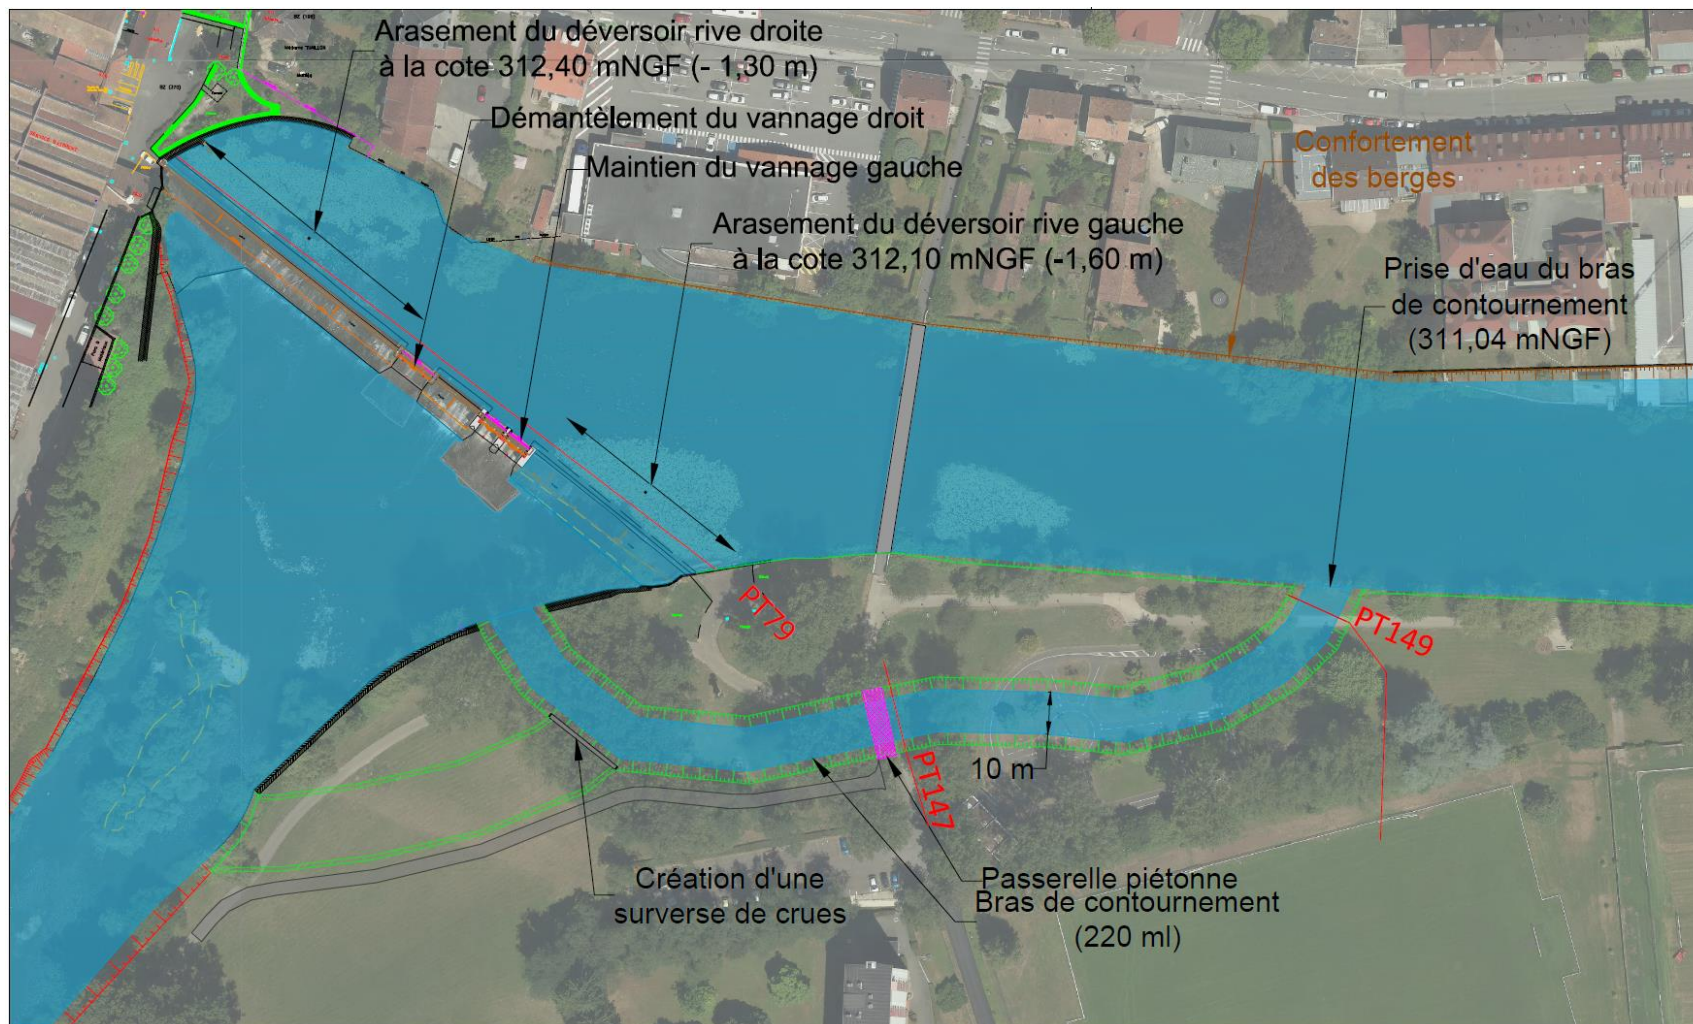 Arasement du déversoir rive droite
à la cote 312,40 mNGF (- 1,30 m)
Démantèlement du vannage droit
Maintien du vannage gauche
Arasement du déversoir rive gauche
à la cote 312,10 mNGF (-1,60 m)
Confortement
des berges
Prise d'eau du bras
de contournement
(311,04 mNGF)
PT79
PT149
10 m
PT147
Création d'une
surverse de crues
Passerelle piétonne
Bras de contournement
(220 ml)